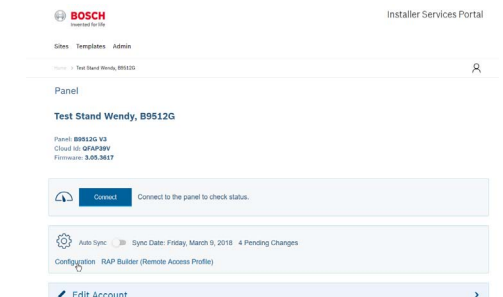 BOSCH
Invented for life
Installer Services Portal
Sites Templates Admin
Home > Test Stand Wendy, B9512G
Panel
Test Stand Wendy, B9512G
Panel: B9512G V3
Cloud Id: QFAP39V
Firmware: 3.05.3617
Connect Connect to the panel to check status.
Auto Sync Sync Date: Friday, March 9, 2018 4 Pending Changes
Configuration RAP Builder (Remote Access Profile)
Edit Account